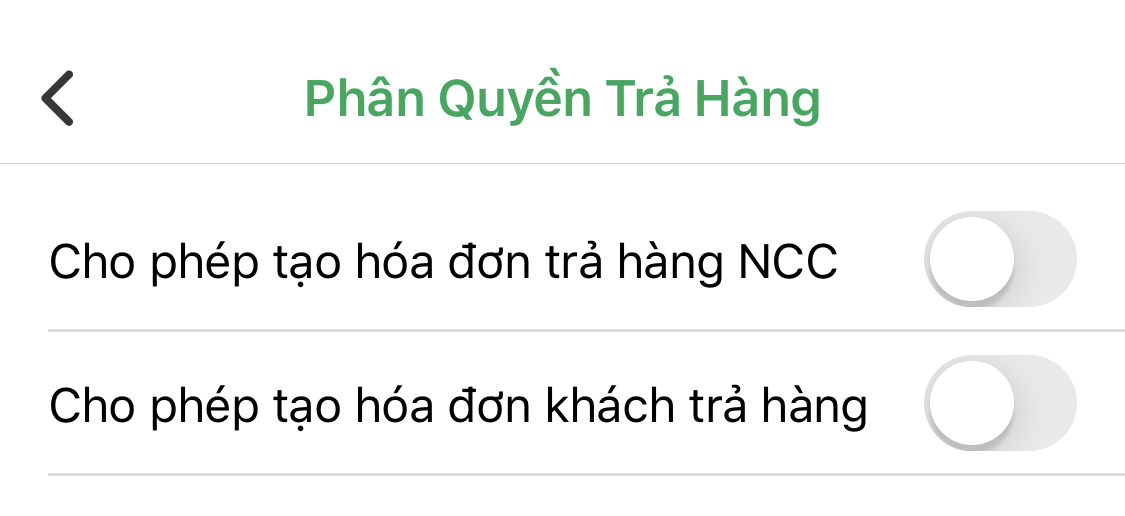 Phân Quyền Trả Hàng
Cho phép tạo hóa đơn trả hàng NCC
Cho phép tạo hóa đơn khách trả hàng